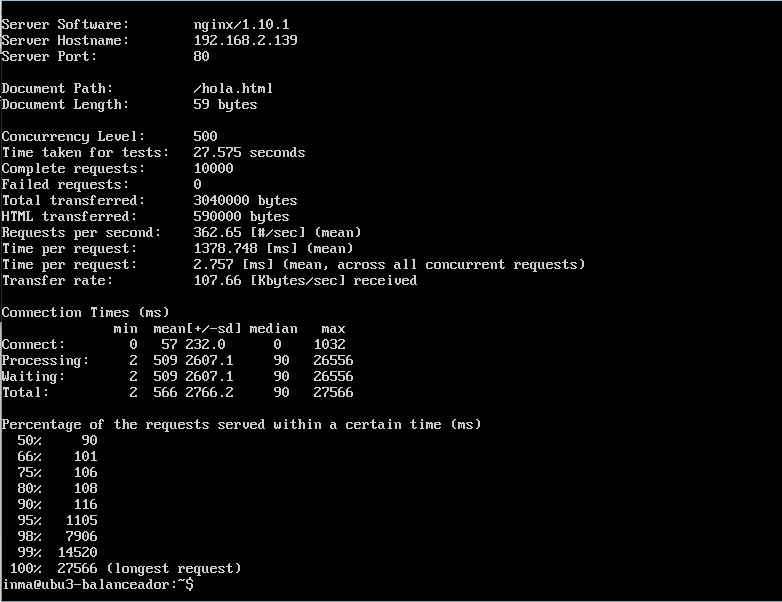 Server Software:        nginx/1.10.1
Server Hostname:        192.168.2.139
Server Port:            80

Document Path:          /hola.html
Document Length:        59 bytes

Concurrency Level:      500
Time taken for tests:   27.575 seconds
Complete requests:      10000
Failed requests:        0
Total transferred:      3040000 bytes
HTML transferred:       590000 bytes
Requests per second:    362.65 [#/sec] (mean)
Time per request:       1378.748 [ms] (mean)
Time per request:       2.757 [ms] (mean, across all concurrent requests)
Transfer rate:          107.66 [Kbytes/sec] received

Connection Times (ms)
              min  mean[+/-sd] median   max
Connect:        0   57 232.0      0    1032
Processing:     2  509 2607.1     90   26556
Waiting:        2  509 2607.1     90   26556
Total:          2  566 2766.2     90   27566

Percentage of the requests served within a certain time (ms)
  50%     90
  66%    101
  75%    106
  80%    108
  90%    116
  95%   1105
  98%   7906
  99%  14520
 100%  27566 (longest request)
inma@ubu3-balanceador:~$